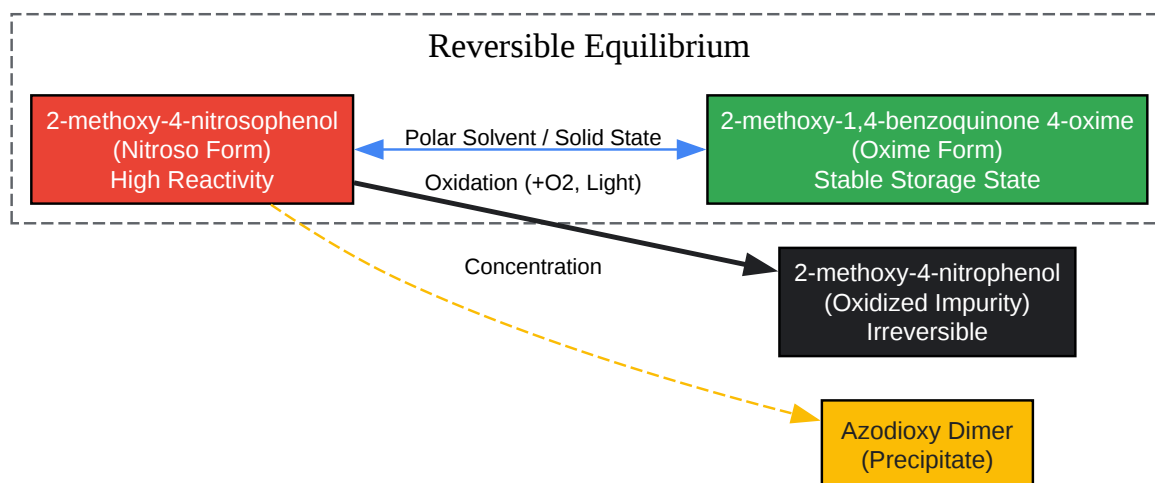 Reversible Equilibrium
2-methoxy-4-nitrosophenol
(Nitroso Form)
High Reactivity
Polar Solvent / Solid State
2-methoxy-1,4-benzoquinone 4-oxime
(Oxime Form)
Stable Storage State
Oxidation (+O2, Light)
Concentration
2-methoxy-4-nitrophenol
(Oxidized Impurity)
Irreversible
Azodioxy Dimer
(Precipitate)